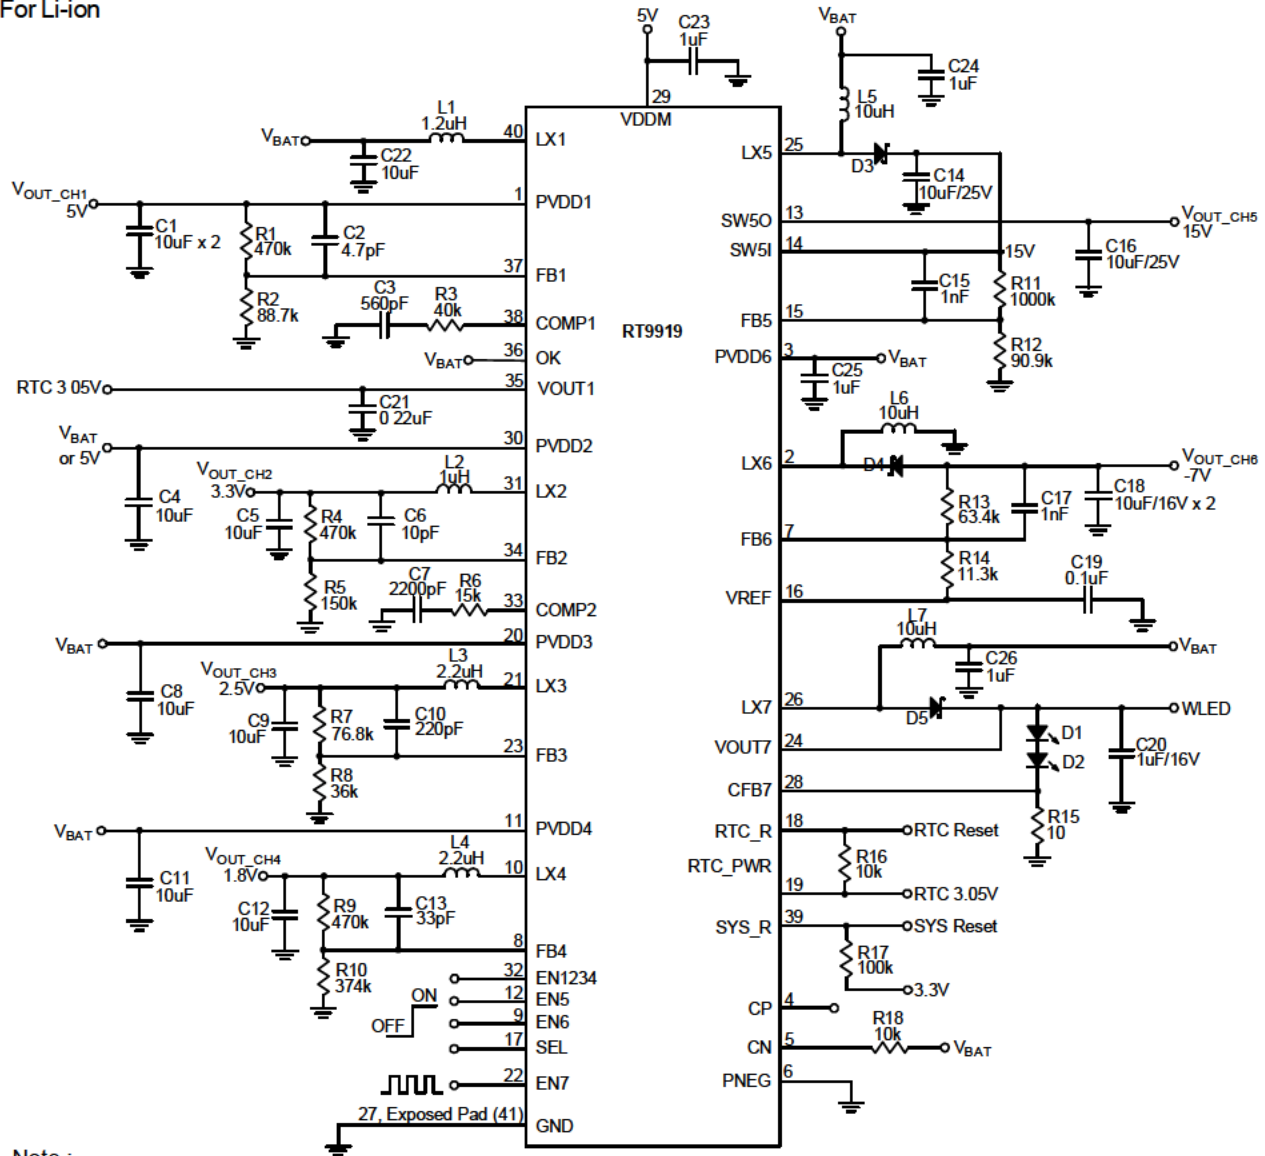 For Li-ion
5V
C23
1uF
VBAT
C24
1uF
L5
10uH
29
VDDM
RT9919
VBAT
L1
1.2uH
40
LX1
C22
10uF
VOUT_CH1
5V
1
PVDD1
C1
10uF x 2
R1
470k
C2
4.7pF
37
FB1
R2
88.7k
C3
560pF
R3
40k
38
COMP1
VBAT
36
OK
RTC 3 05V
35
VOUT1
C21
0 22uF
VBAT
or 5V
30
PVDD2
C4
10uF
VOUT_CH2
3.3V
L2
1uH
31
LX2
C5
10uF
R4
470k
C6
10pF
34
FB2
R5
150k
C7
2200pF
R6
15k
33
COMP2
VBAT
20
PVDD3
C8
10uF
VOUT_CH3
2.5V
L3
2.2uH
21
LX3
C9
10uF
R7
76.8k
C10
220pF
23
FB3
R8
36k
VBAT
11
PVDD4
C11
10uF
VOUT_CH4
1.8V
L4
2.2uH
10
LX4
C12
10uF
R9
470k
C13
33pF
8
FB4
R10
374k
32
EN1234
ON
OFF
12
EN5
9
EN6
17
SEL
22
EN7
27, Exposed Pad (41)
GND
LX5
25
D3
C14
10uF/25V
SW5O
13
VOUT_CH5
15V
C16
10uF/25V
SW5I
14
15V
C15
1nF
R11
1000k
FB5
15
R12
90.9k
PVDD6
3
VBAT
C25
1uF
L6
10uH
LX6
2
D4
VOUT_CH6
-7V
R13
63.4k
C17
1nF
C18
10uF/16V x 2
FB6
7
R14
11.3k
C19
0.1uF
VREF
16
L7
10uH
VBAT
C26
1uF
LX7
26
D5
WLED
D1
D2
VOUT7
24
C20
1uF/16V
CFB7
28
R15
10
RTC_R
18
RTC Reset
R16
10k
RTC_PWR
19
RTC 3.05V
SYS_R
39
SYS Reset
R17
100k
3.3V
CP
4
R18
10k
CN
5
VBAT
PNEG
6
Note :